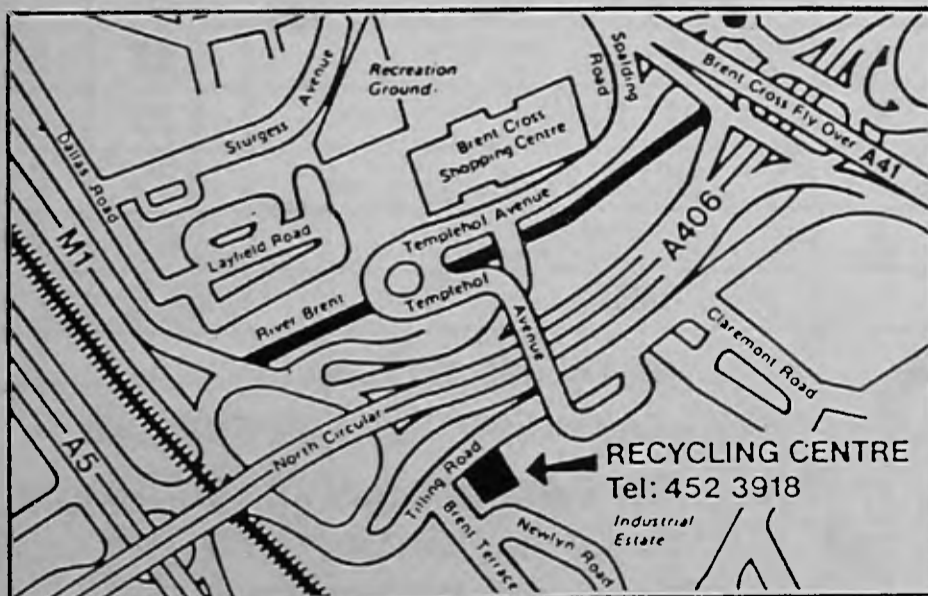 Recreation
Ground
Sturgess
Avenue
Dallas Road
Spalding
Road
Brent Cross
Shopping Centre
Brent Cross Fly Over A41
Layfield Road
M1
Templehof Avenue
A406
River Brent
Templehof
Avenue
Claremont Road
A5
North Circular
Tilling Road
Brent Terrace
Newlyn Road
RECYCLING CENTRE
Tel: 452 3918
Industrial
Estate